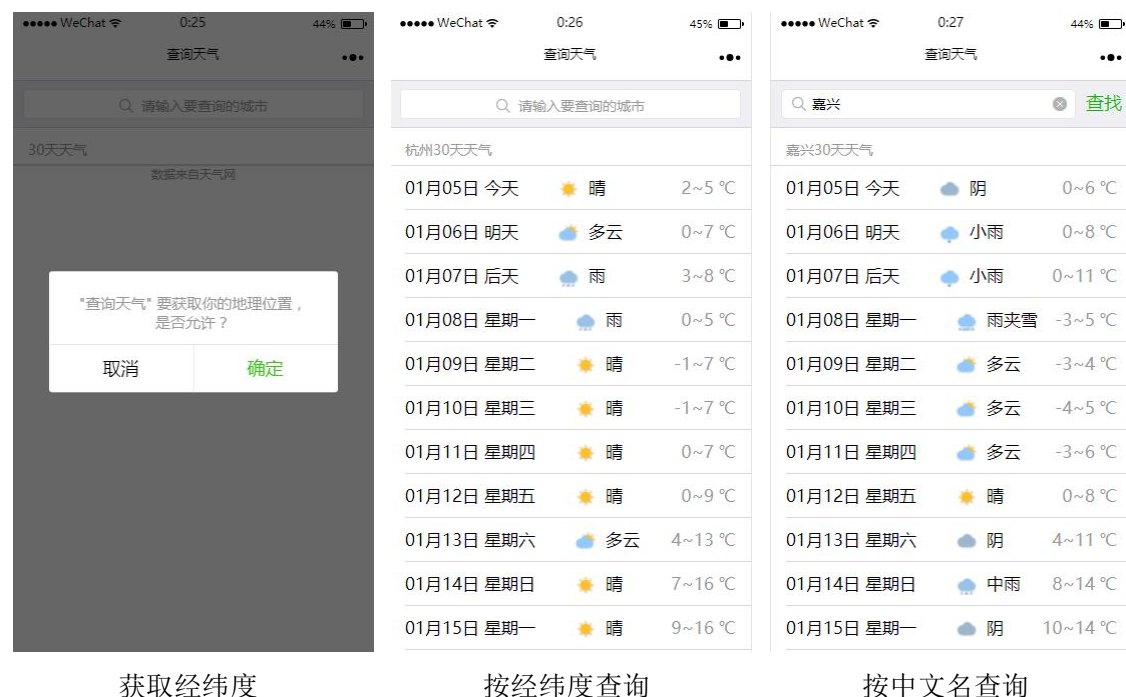 ●●●●● WeChat 0:25 44%
查询天气
请输入要查询的城市
30天天气
数据来自天气网
"查询天气" 要获取你的地理位置，
是否允许？
取消 确定
获取经纬度
●●●●● WeChat 0:26 45%
查询天气
请输入要查询的城市
杭州30天天气
01月05日 今天 晴 2~5 ℃
01月06日 明天 多云 0~7 ℃
01月07日 后天 雨 3~8 ℃
01月08日 星期一 雨 0~5 ℃
01月09日 星期二 晴 -1~7 ℃
01月10日 星期三 晴 -1~7 ℃
01月11日 星期四 晴 0~7 ℃
01月12日 星期五 晴 0~9 ℃
01月13日 星期六 多云 4~13 ℃
01月14日 星期日 晴 7~16 ℃
01月15日 星期一 晴 9~16 ℃
按经纬度查询
●●●●● WeChat 0:27 44%
查询天气
嘉兴 查找
嘉兴30天天气
01月05日 今天 阴 0~6 ℃
01月06日 明天 小雨 0~8 ℃
01月07日 后天 小雨 0~11 ℃
01月08日 星期一 雨夹雪 -3~5 ℃
01月09日 星期二 多云 -3~4 ℃
01月10日 星期三 多云 -4~5 ℃
01月11日 星期四 多云 -3~6 ℃
01月12日 星期五 晴 0~8 ℃
01月13日 星期六 阴 4~11 ℃
01月14日 星期日 中雨 8~14 ℃
01月15日 星期一 阴 10~14 ℃
按中文名查询